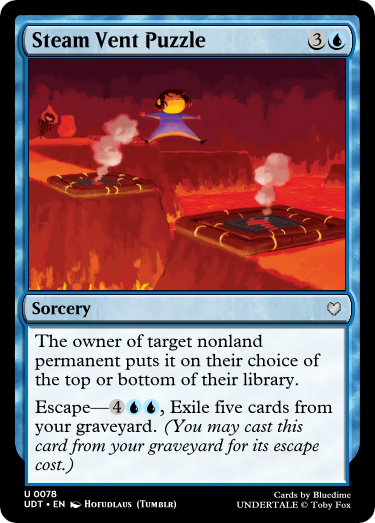 Steam Vent Puzzle 3
Sorcery
The owner of target nonland
permanent puts it on their choice of
the top or bottom of their library.
Escape—4, Exile five cards from
your graveyard. (You may cast this
card from your graveyard for its escape
cost.)
U 0078 Cards by Bluedime
UDT • EN Hofudlaus (Tumblr) UNDERTALE © Toby Fox